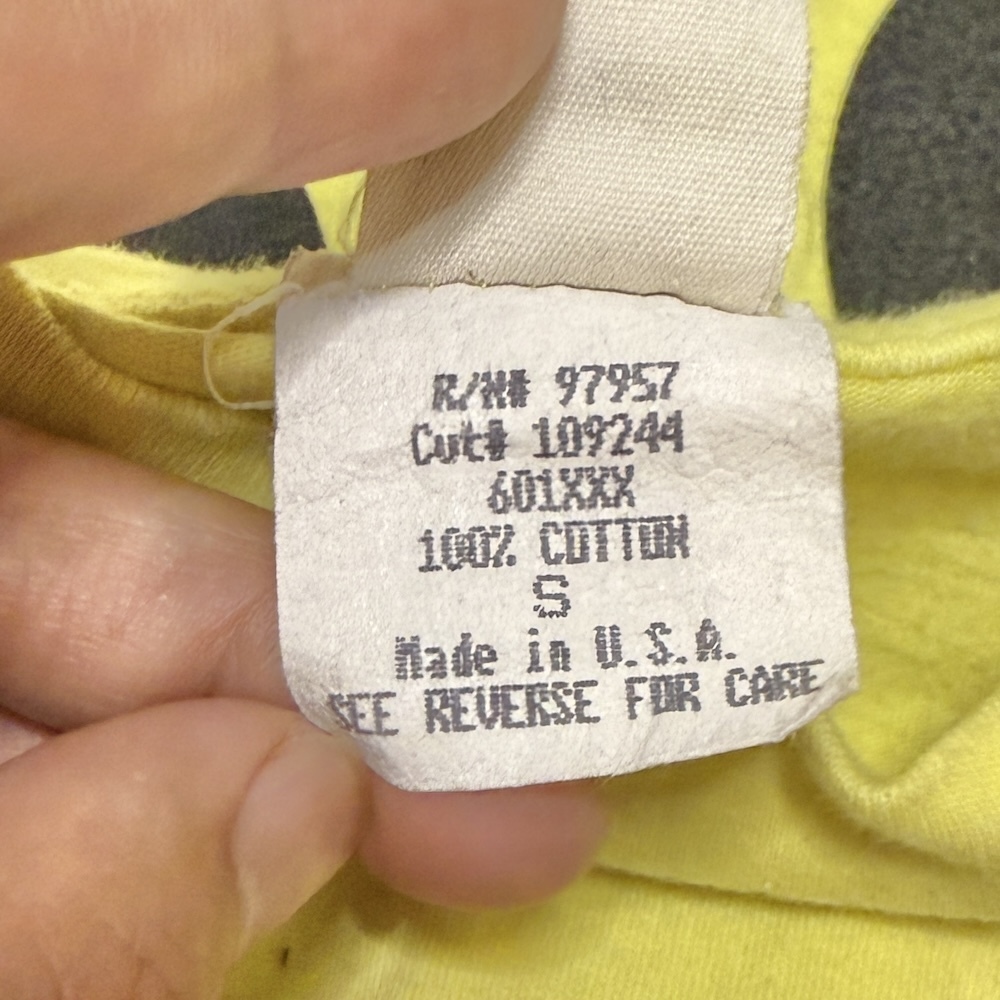 R/N# 97957
Cut# 109244
601XXX
100% COTTON
S
Made in U.S.A.
SEE REVERSE FOR CARE